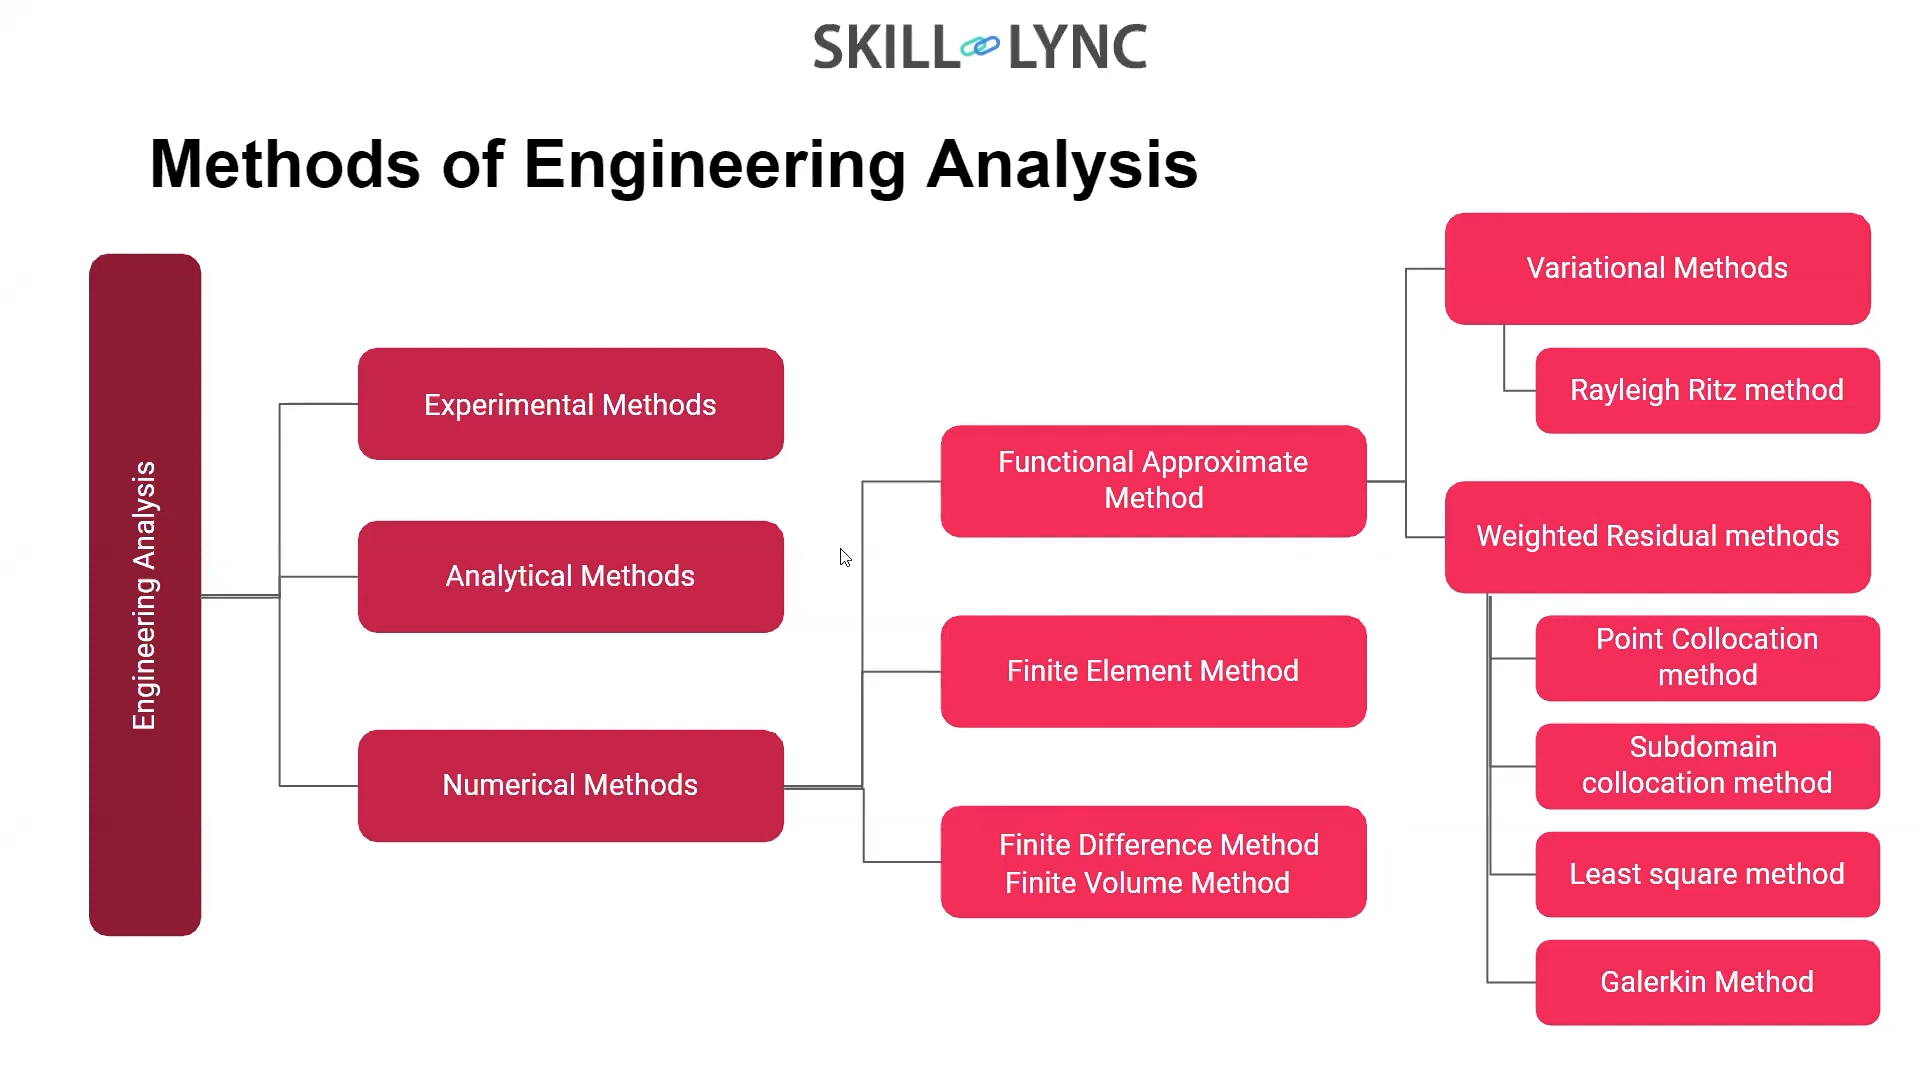 SKILL LYNC
Methods of Engineering Analysis
Engineering Analysis
Experimental Methods
Analytical Methods
Numerical Methods
Functional Approximate
Method
Finite Element Method
Finite Difference Method
Finite Volume Method
Variational Methods
Rayleigh Ritz method
Weighted Residual methods
Point Collocation
method
Subdomain
collocation method
Least square method
Galerkin Method